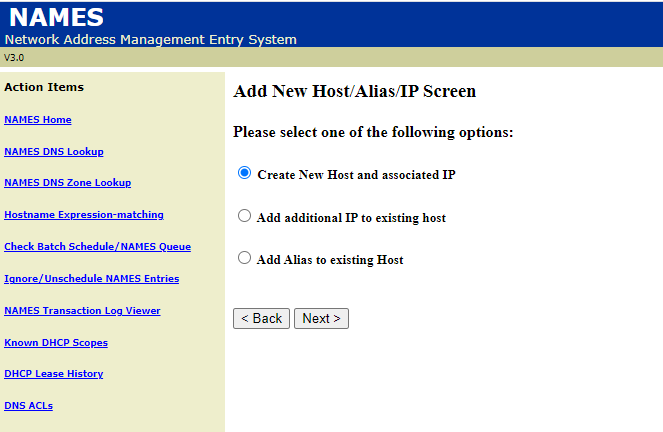 NAMES
Network Address Management Entry System
V3.0
Action Items
NAMES Home
NAMES DNS Lookup
NAMES DNS Zone Lookup
Hostname Expression-matching
Check Batch Schedule/NAMES Queue
Ignore/Unschedule NAMES Entries
NAMES Transaction Log Viewer
Known DHCP Scopes
DHCP Lease History
DNS ACLs
Add New Host/Alias/IP Screen
Please select one of the following options:
Create New Host and associated IP
Add additional IP to existing host
Add Alias to existing Host
< Back Next >